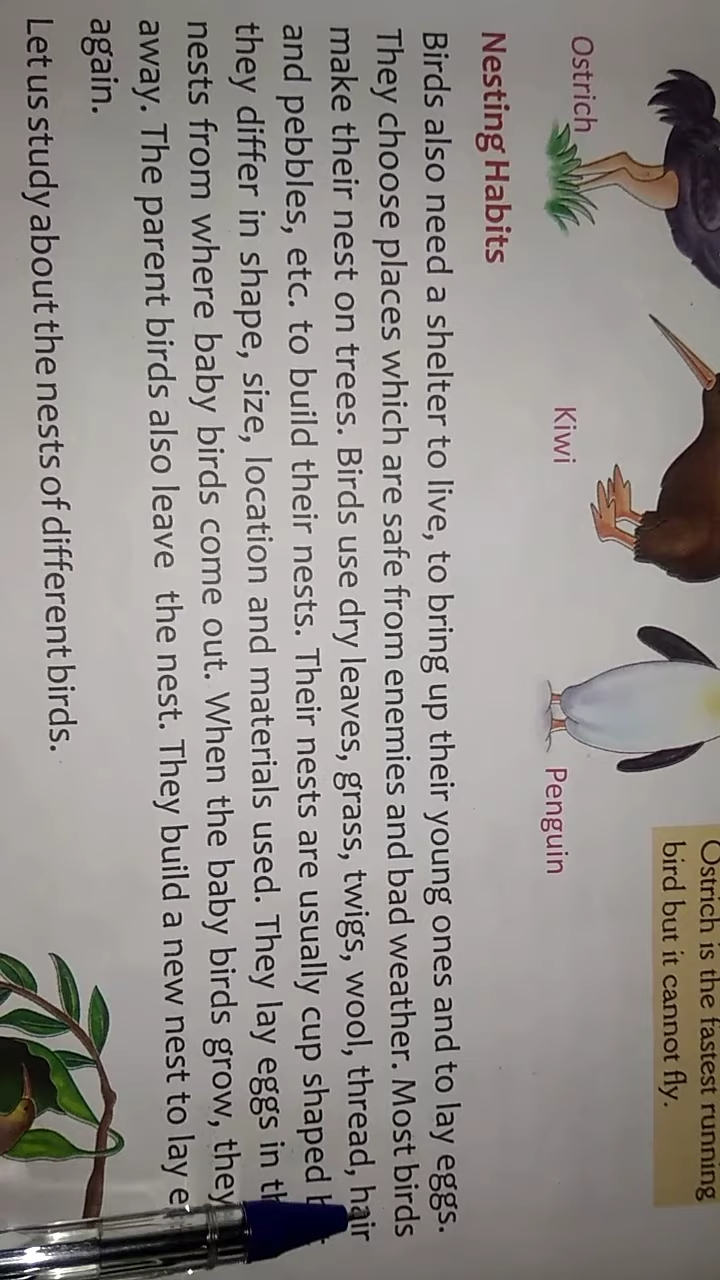 Ostrich is the fastest running
bird but it cannot fly.
Ostrich
Kiwi
Penguin
Nesting Habits
Birds also need a shelter to live, to bring up their young ones and to lay eggs.
They choose places which are safe from enemies and bad weather. Most birds
make their nest on trees. Birds use dry leaves, grass, twigs, wool, thread, hair
and pebbles, etc. to build their nests. Their nests are usually cup shaped
they differ in shape, size, location and materials used. They lay eggs in
nests from where baby birds come out. When the baby birds grow, they
away. The parent birds also leave the nest. They build a new nest to lay
again.
Let us study about the nests of different birds.